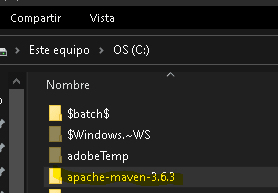 Compartir Vista
Este equipo > OS (C:) >
Nombre
$batch$
$Windows.~WS
adobeTemp
apache-maven-3.6.3